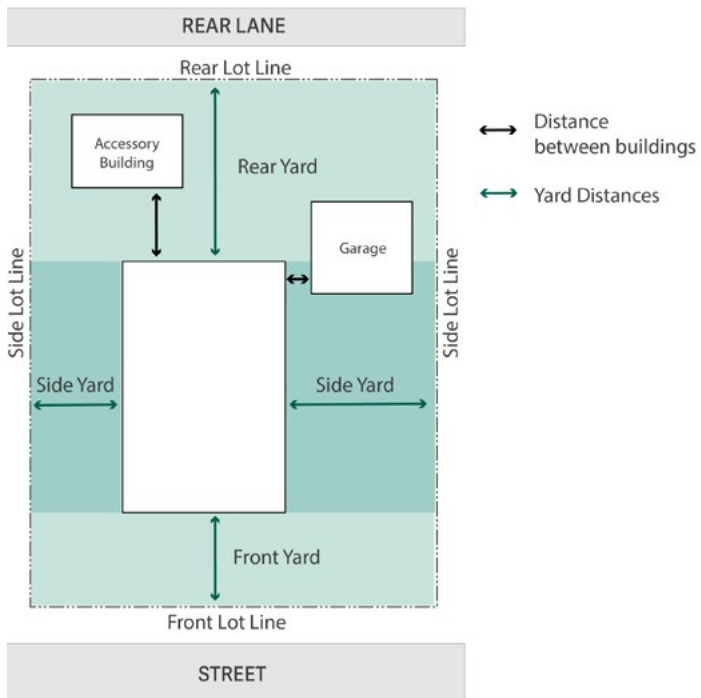 REAR LANE
Rear Lot Line
Accessory
Building
Rear Yard
Distance
between buildings
Yard Distances
Garage
Side Lot Line
Side Lot Line
Side Yard
Side Yard
Front Yard
Front Lot Line
STREET